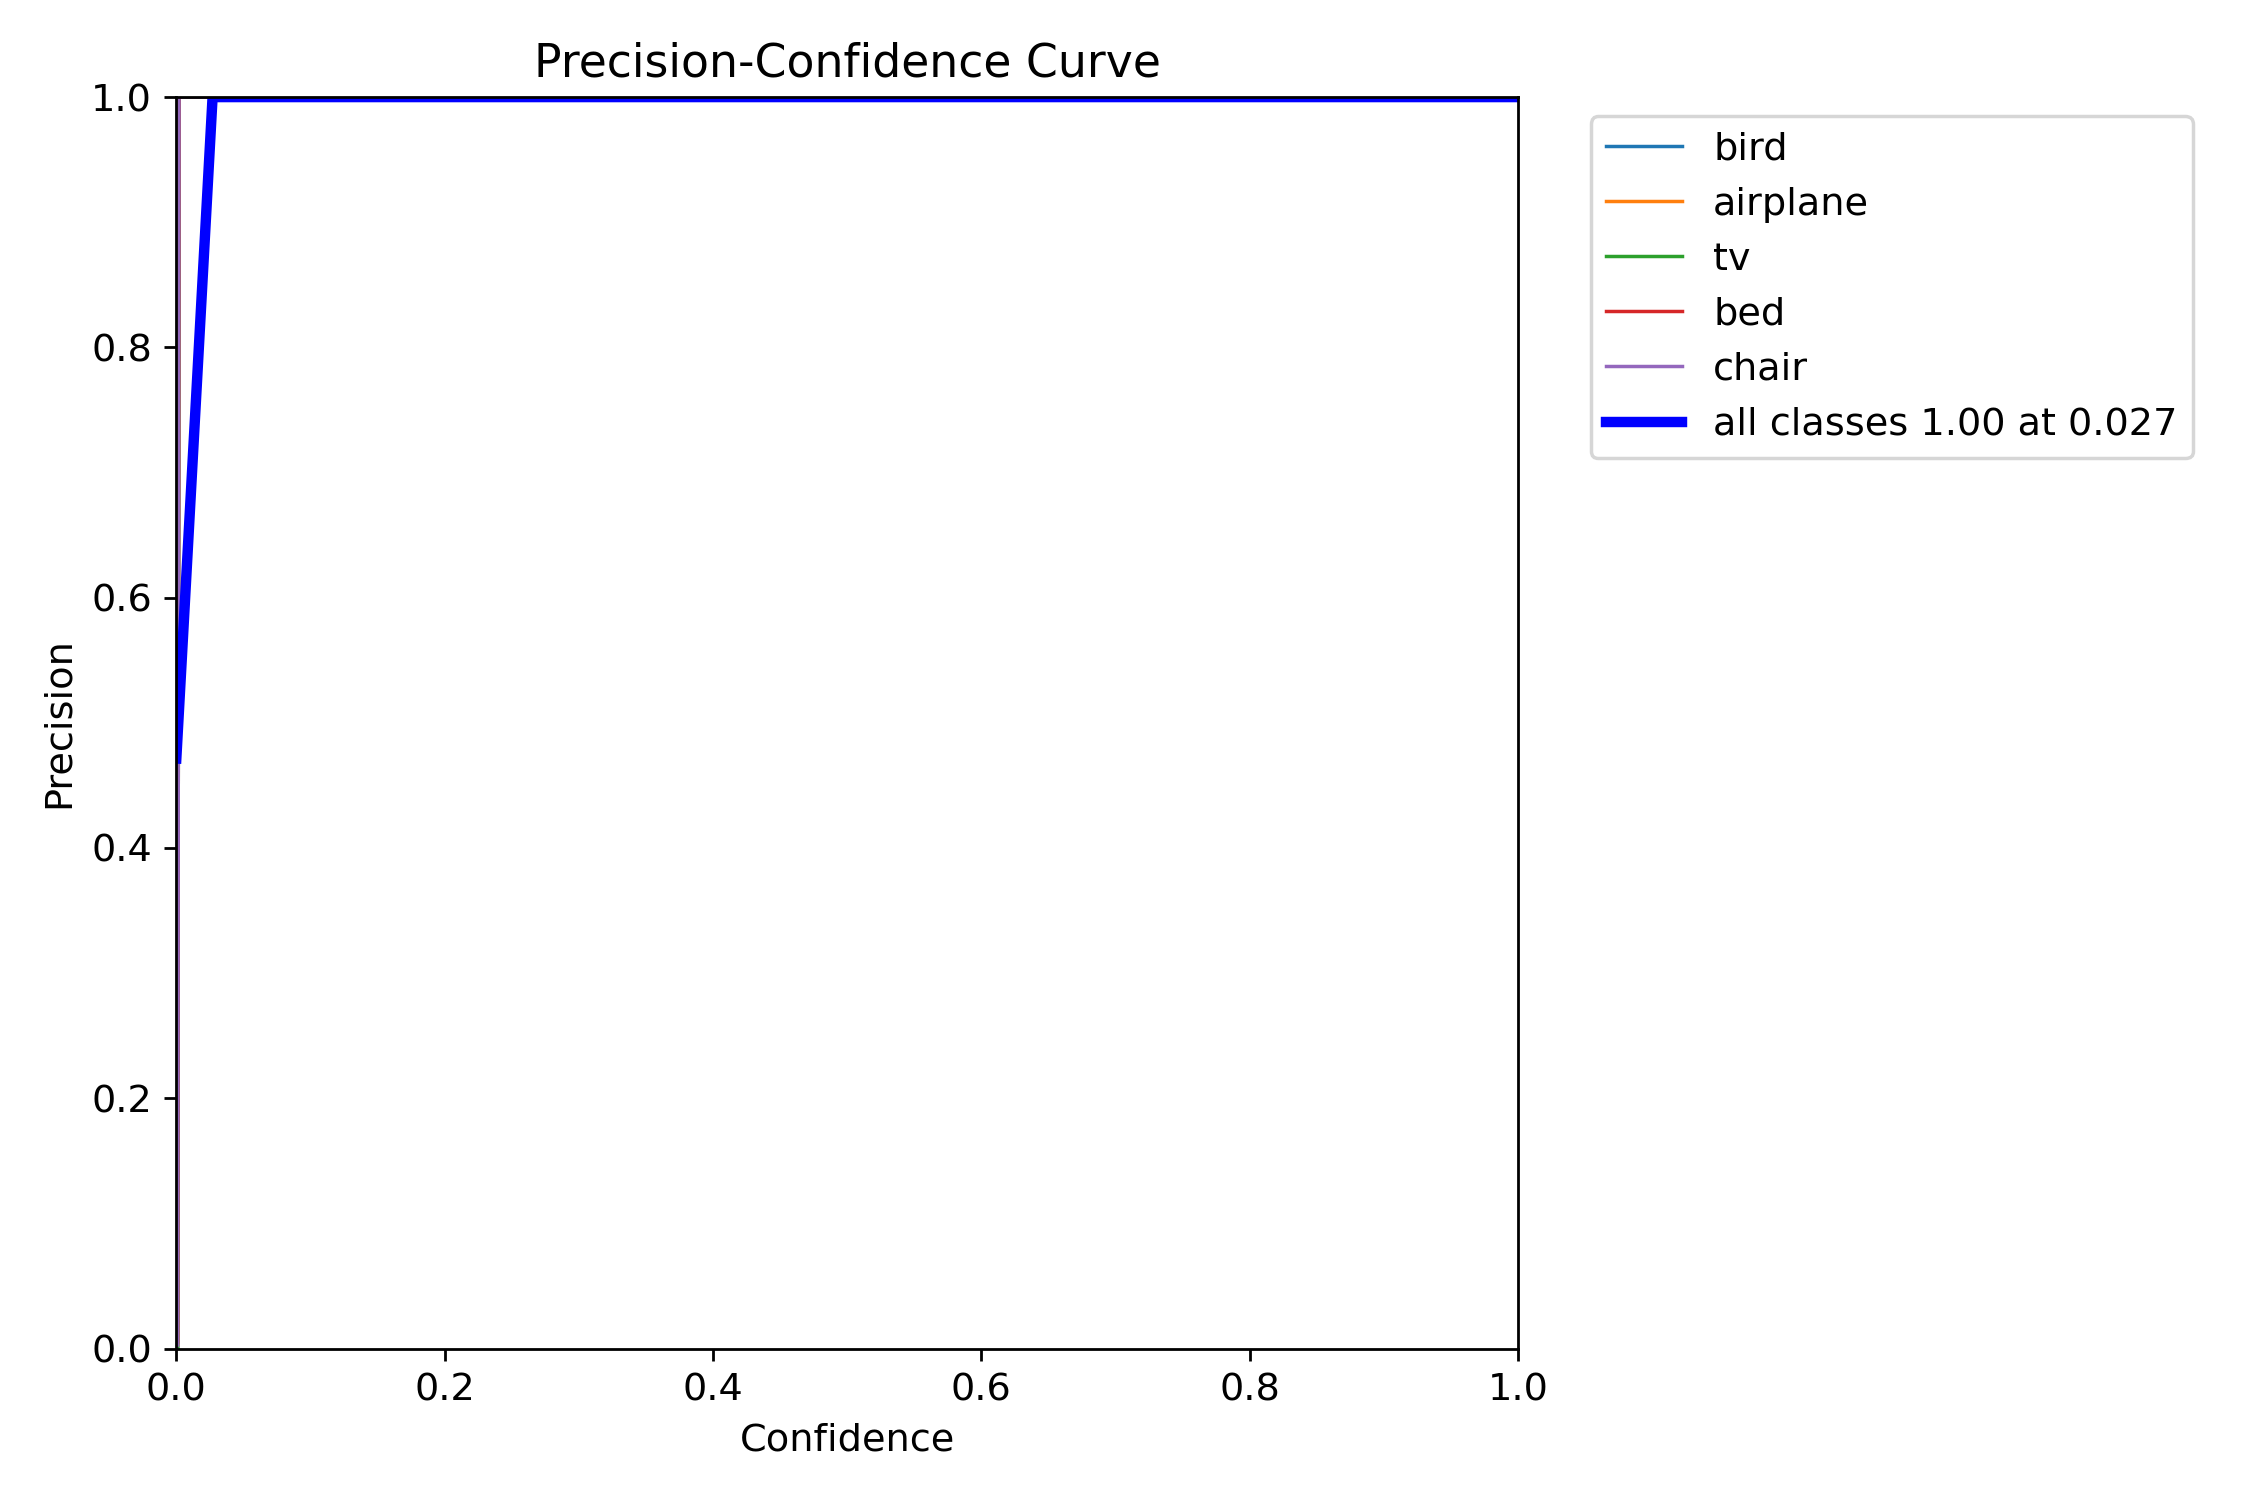 Precision-Confidence Curve
1.0
0.8
0.6
0.4
0.2
0.0
Precision
0.0 0.2 0.4 0.6 0.8 1.0
Confidence
bird
airplane
tv
bed
chair
all classes 1.00 at 0.027